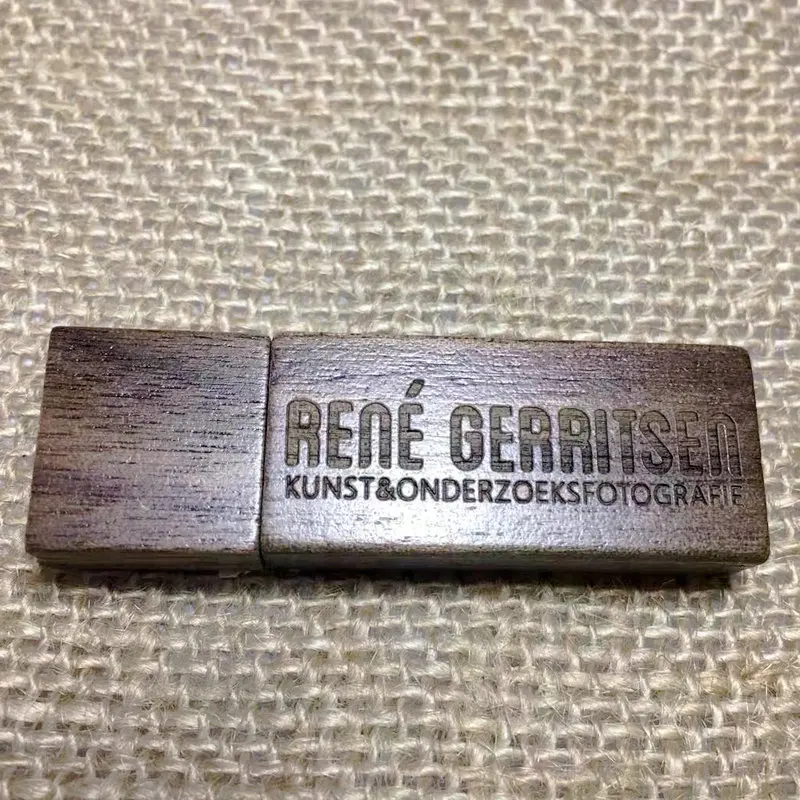 RENÉ GERRITSEN
KUNST&ONDERZOEKSFOTOGRAFIE